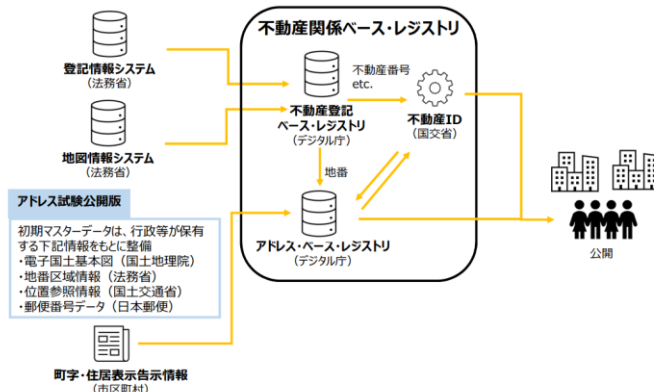 不動産関係ベース・レジストリ
登記情報システム
(法務省)
地図情報システム
(法務省)
不動産番号
etc.
不動産登記
ベース・レジストリ
(デジタル庁)
不動産ID
(国交省)
地番
アドレス・ベース・レジストリ
(デジタル庁)
公開
アドレス試験公開版
初期マスターデータは、行政等が保有
する下記情報をもとに整備
・電子国土基本図(国土地理院)
・地番区域情報(法務省)
・位置参照情報(国土交通省)
・郵便番号データ(日本郵便)
町字・住居表示告示情報
(市区町村)